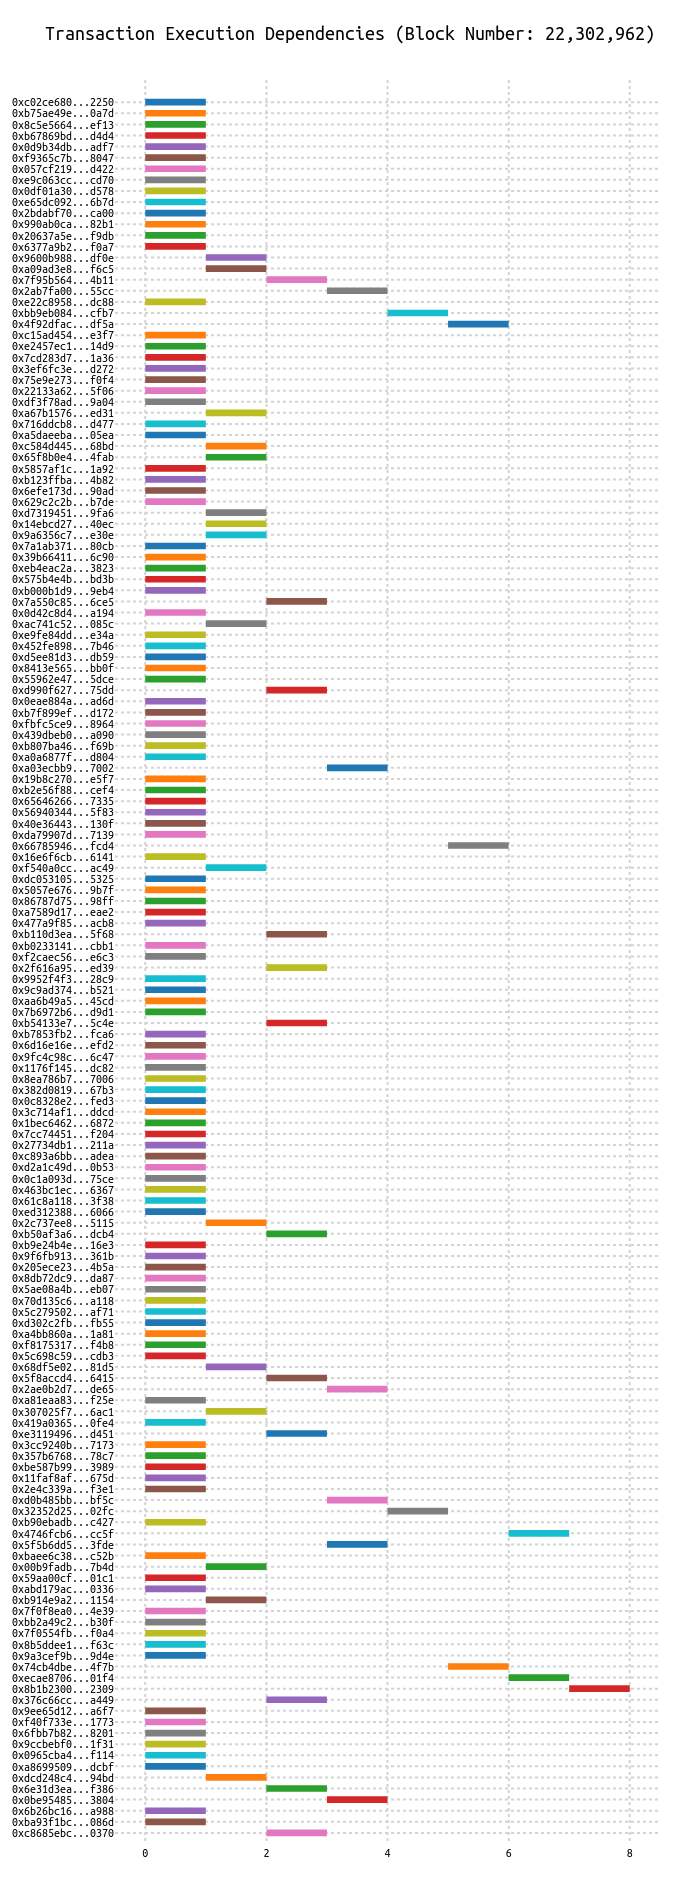 Transaction Execution Dependencies (Block Number: 22,302,962)
0xc02ce680...2250
0xb75ae49e...0a7d
0x8c5e5664...ef13
0xb67869bd...d4d4
0x0d9b34db...adf7
0xf9365c7b...8047
0x057cf219...d422
0xe9c063cc...cd70
0x0df01a30...d578
0xe65dc092...6b7d
0x2bdabf70...ca00
0x990ab0ca...82b1
0x20637a5e...f9db
0x6377a9b2...f0a7
0x9600b988...df0e
0xa09ad3e8...f6c5
0x7f95b564...4b11
0x2ab7fa00...55cc
0xe22c8958...dc88
0xbb9eb084...cfb7
0x4f92dfac...df5a
0xc15ad454...e3f7
0xe2457ec1...14d9
0x7cd283d7...1a36
0x3ef6fc3e...d272
0x75e9e273...f0f4
0x22133a62...5f06
0xdf3f78ad...9a04
0xa67b1576...ed31
0x716ddcb8...d477
0xa5daeeba...05ea
0xc584d445...68bd
0x65f8b0e4...4fab
0x5857af1c...1a92
0xb123ffba...4b82
0x6efe173d...90ad
0x629c2c2b...b7de
0xd7319451...9fa6
0x14ebcd27...40ec
0x9a6356c7...e30e
0x7a1ab371...80cb
0x39b66411...6c90
0xeb4eac2a...3823
0x575b4e4b...bd3b
0xb000b1d9...9eb4
0x7a550c85...6ce5
0x0d42c8d4...a194
0xac741c52...085c
0xe9fe84dd...e34a
0x452fe898...7b46
0xd5ee81d3...db59
0x8413e565...bb0f
0x55962e47...5dce
0xd990f627...75dd
0x0eae884a...ad6d
0xb7f899ef...d172
0xfbfc5ce9...8964
0x439dbeb0...a090
0xb807ba46...f69b
0xa0a6877f...d804
0xa03ecbb9...7002
0x19b8c270...e5f7
0xb2e56f88...cef4
0x65646266...7335
0x56940344...5f83
0x40e36443...130f
0xda79907d...7139
0x66785946...fcd4
0x16e6f6cb...6141
0xf540a0cc...ac49
0xdc053105...5325
0x5057e676...9b7f
0x86787d75...98ff
0xa7589d17...eae2
0x477a9f85...acb8
0xb110d3ea...5f68
0xb0233141...cbb1
0xf2caec56...e6c3
0x2f616a95...ed39
0x9952f4f3...28c9
0x9c9ad374...b521
0xaa6b49a5...45cd
0x7b6972b6...d9d1
0xb54133e7...5c4e
0xb7853fb2...fca6
0x6d16e16e...efd2
0x9fc4c98c...6c47
0x1176f145...dc82
0x8ea786b7...7006
0x382d0819...67b3
0x0c8328e2...fed3
0x3c714af1...ddcd
0x1bec6462...6872
0x7cc74451...f204
0x27734db1...211a
0xc893a6bb...adea
0xd2a1c49d...0b53
0x0c1a093d...75ce
0x463bc1ec...6367
0x61c8a118...3f38
0xed312388...6066
0x2c737ee8...5115
0xb50af3a6...dcb4
0xb9e24b4e...16e3
0x9f6fb913...361b
0x205ece23...4b5a
0x8db72dc9...da87
0x5ae08a4b...eb07
0x70d135c6...a118
0x5c279502...af71
0xd302c2fb...fb55
0xa4bb860a...1a81
0xf8175317...f4b8
0x5c698c59...cdb3
0x68df5e02...81d5
0x5f8accd4...6415
0x2ae0b2d7...de65
0xa81eaa83...f25e
0x307025f7...6ac1
0x419a0365...0fe4
0xe3119496...d451
0x3cc9240b...7173
0x357b6768...78c7
0xbe587b99...3989
0x11faf8af...675d
0x2e4c339a...f3e1
0xd0b485bb...bf5c
0x32352d25...02fc
0xb90ebadb...c427
0x4746fcb6...cc5f
0x5f5b6dd5...3fde
0xbaee6c38...c52b
0x00b9fadb...7b4d
0x59aa00cf...01c1
0xabd179ac...0336
0xb914e9a2...1154
0x7f0f8ea0...4e39
0xbb2a49c2...b30f
0x7f0554fb...f0a4
0x8b5ddee1...f63c
0x9a3cef9b...9d4e
0x74cb4dbe...4f7b
0xecae8706...01f4
0x8b1b2300...2309
0x376c66cc...a449
0x9ee65d12...a6f7
0xf40f733e...1773
0x6fbb7b82...8201
0x9ccbebf0...1f31
0x0965cba4...f114
0xa8699509...dcbf
0xdcd248c4...94bd
0x6e31d3ea...f386
0x0be95485...3804
0x6b26bc16...a988
0xba93f1bc...086d
0xc8685ebc...0370
0 2 4 6 8